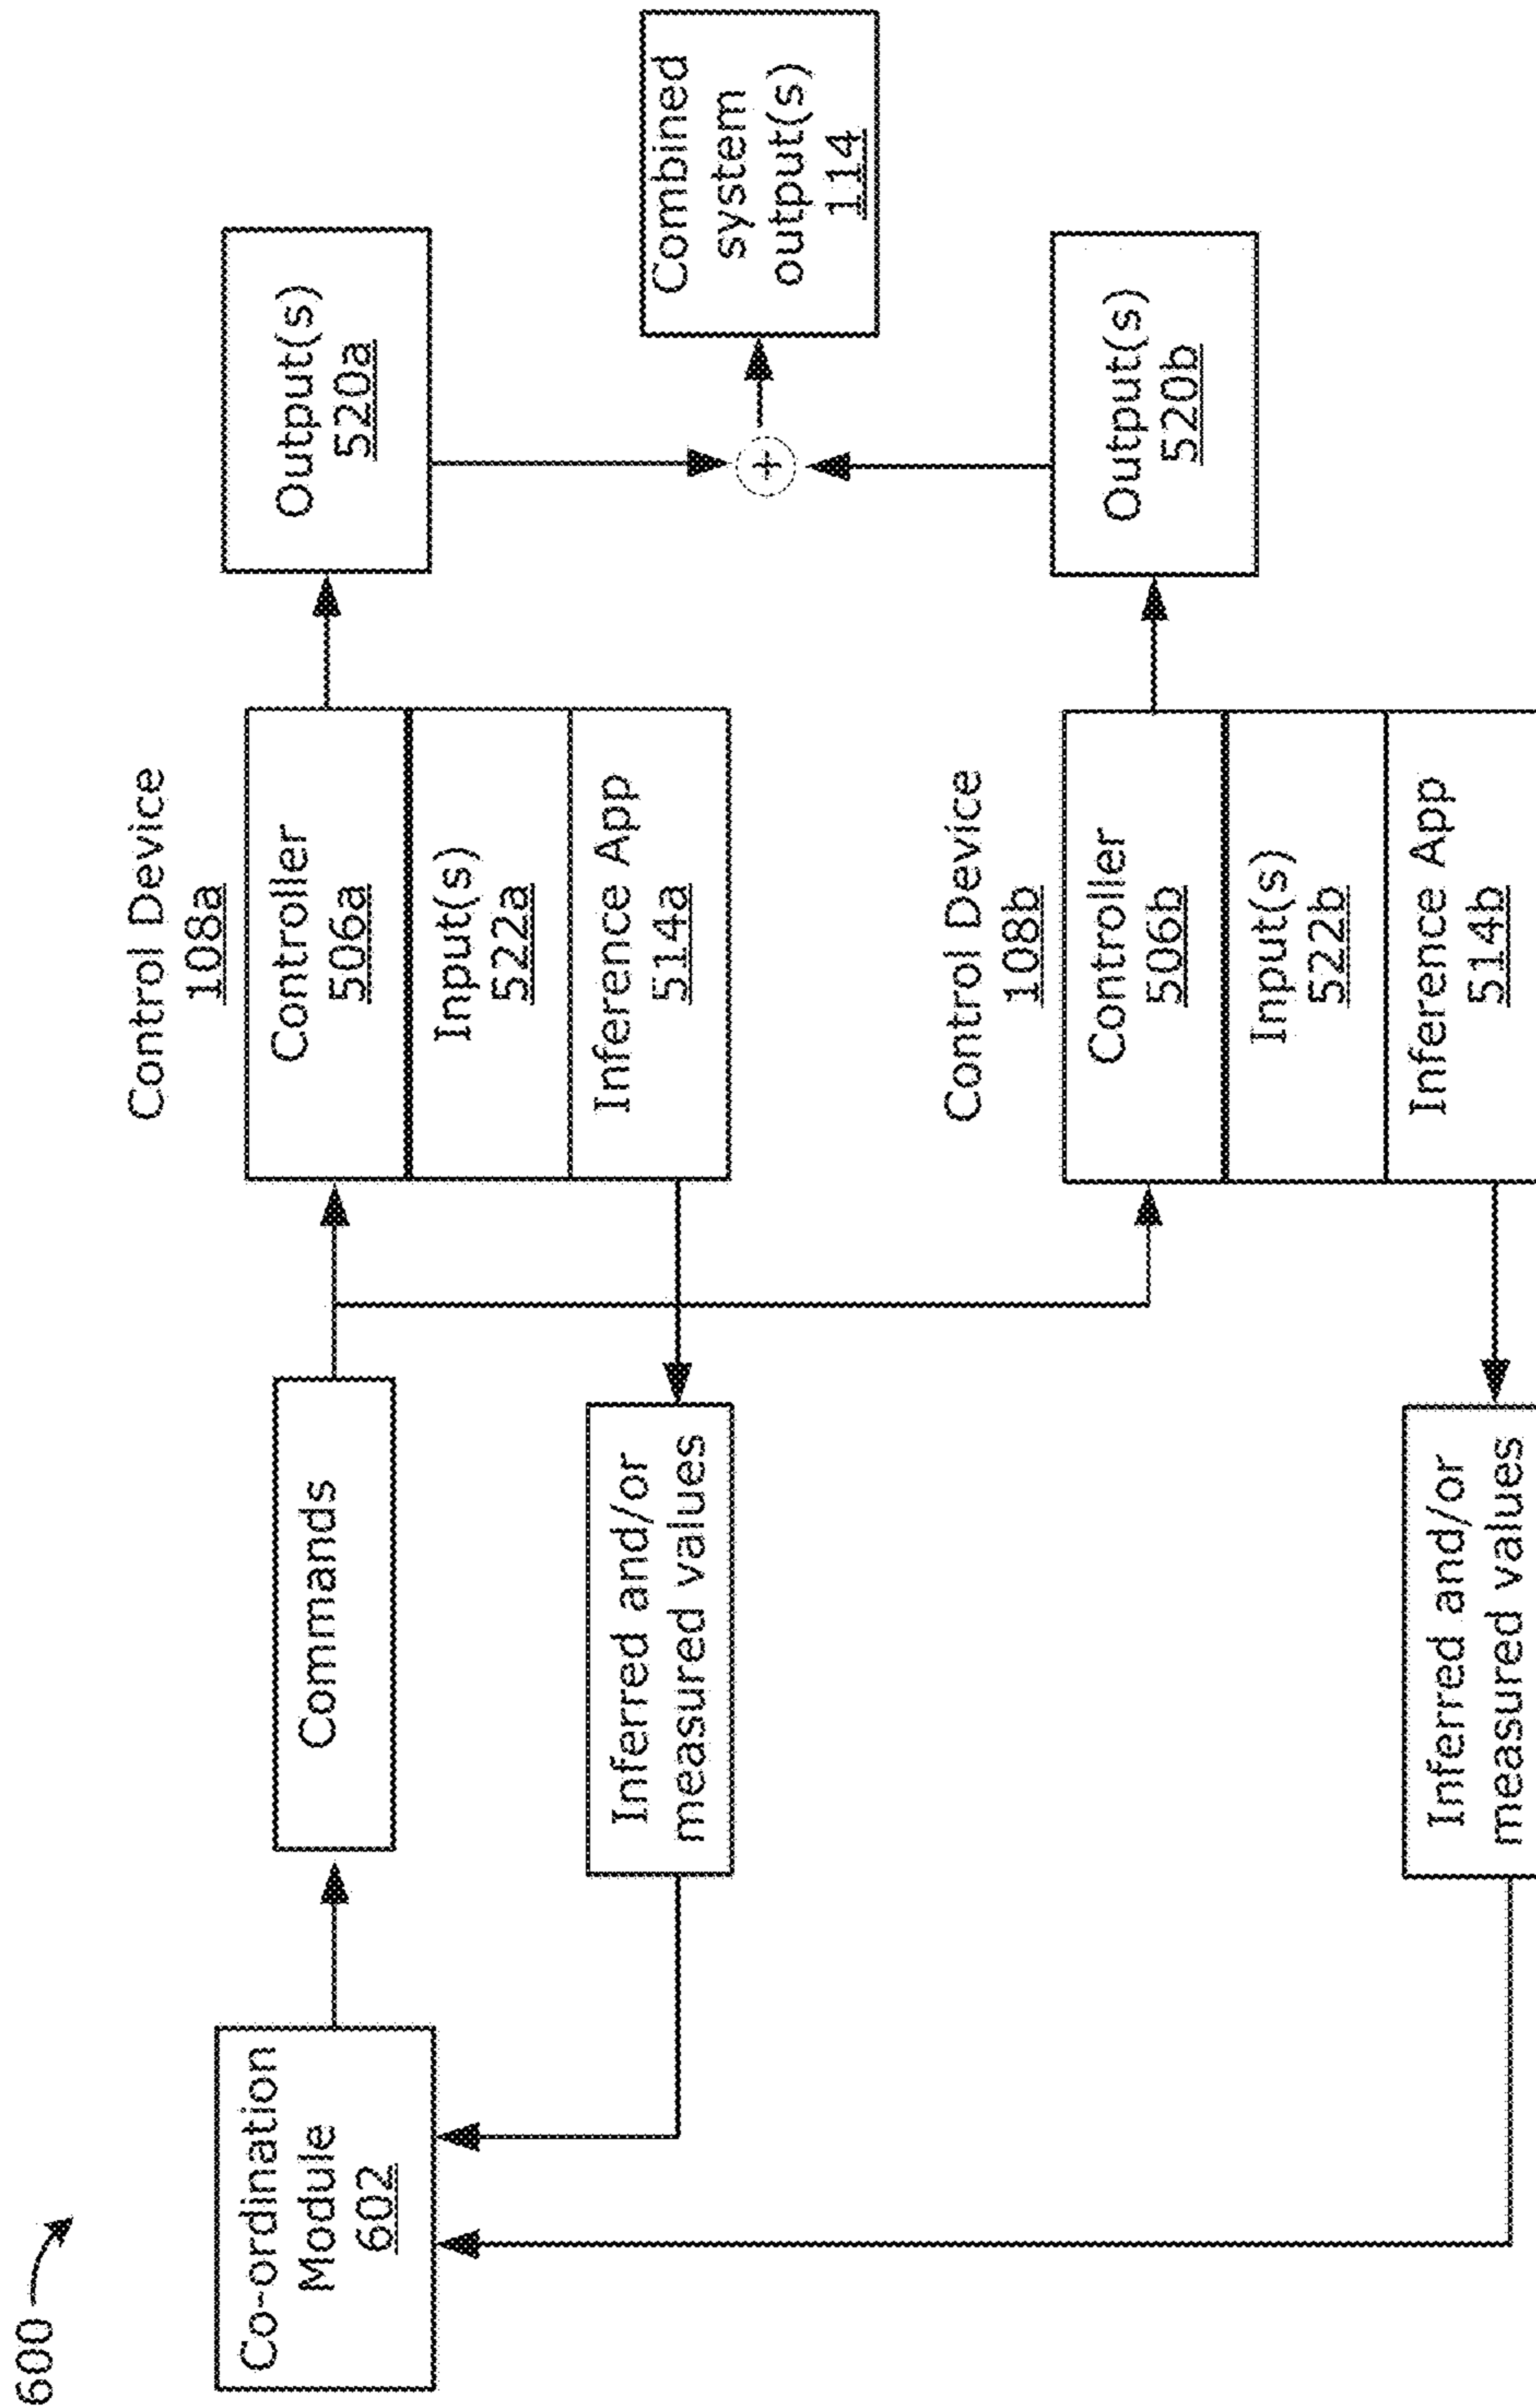 600
Co-ordination
Module
602
Commands
Inferred and/or
measured values
Control Device
108a
Controller
506a
Input(s)
522a
Inference App
514a
Output(s)
520a
Combined
system
output(s)
114
+
Control Device
108b
Controller
506b
Input(s)
522b
Inference App
514b
Output(s)
520b
Inferred and/or
measured values